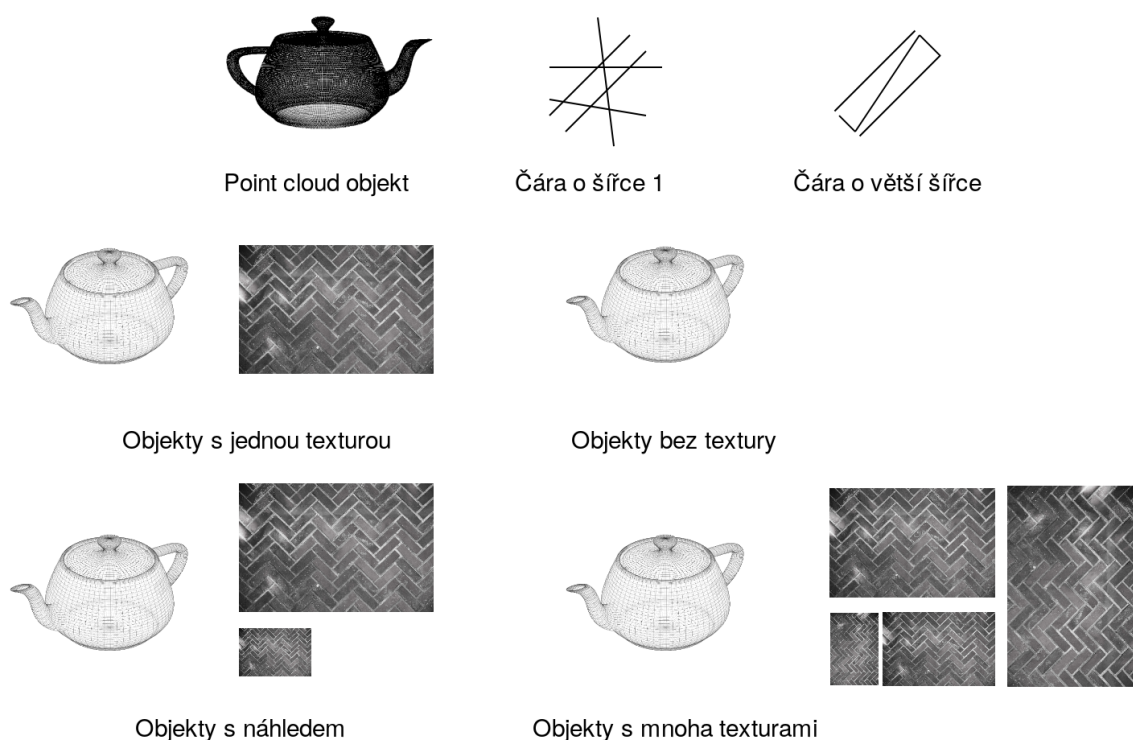 Point cloud objekt
Čára o šířce 1
Čára o větší šířce
Objekty s jednou texturou
Objekty bez textury
Objekty s náhledem
Objekty s mnoha texturami